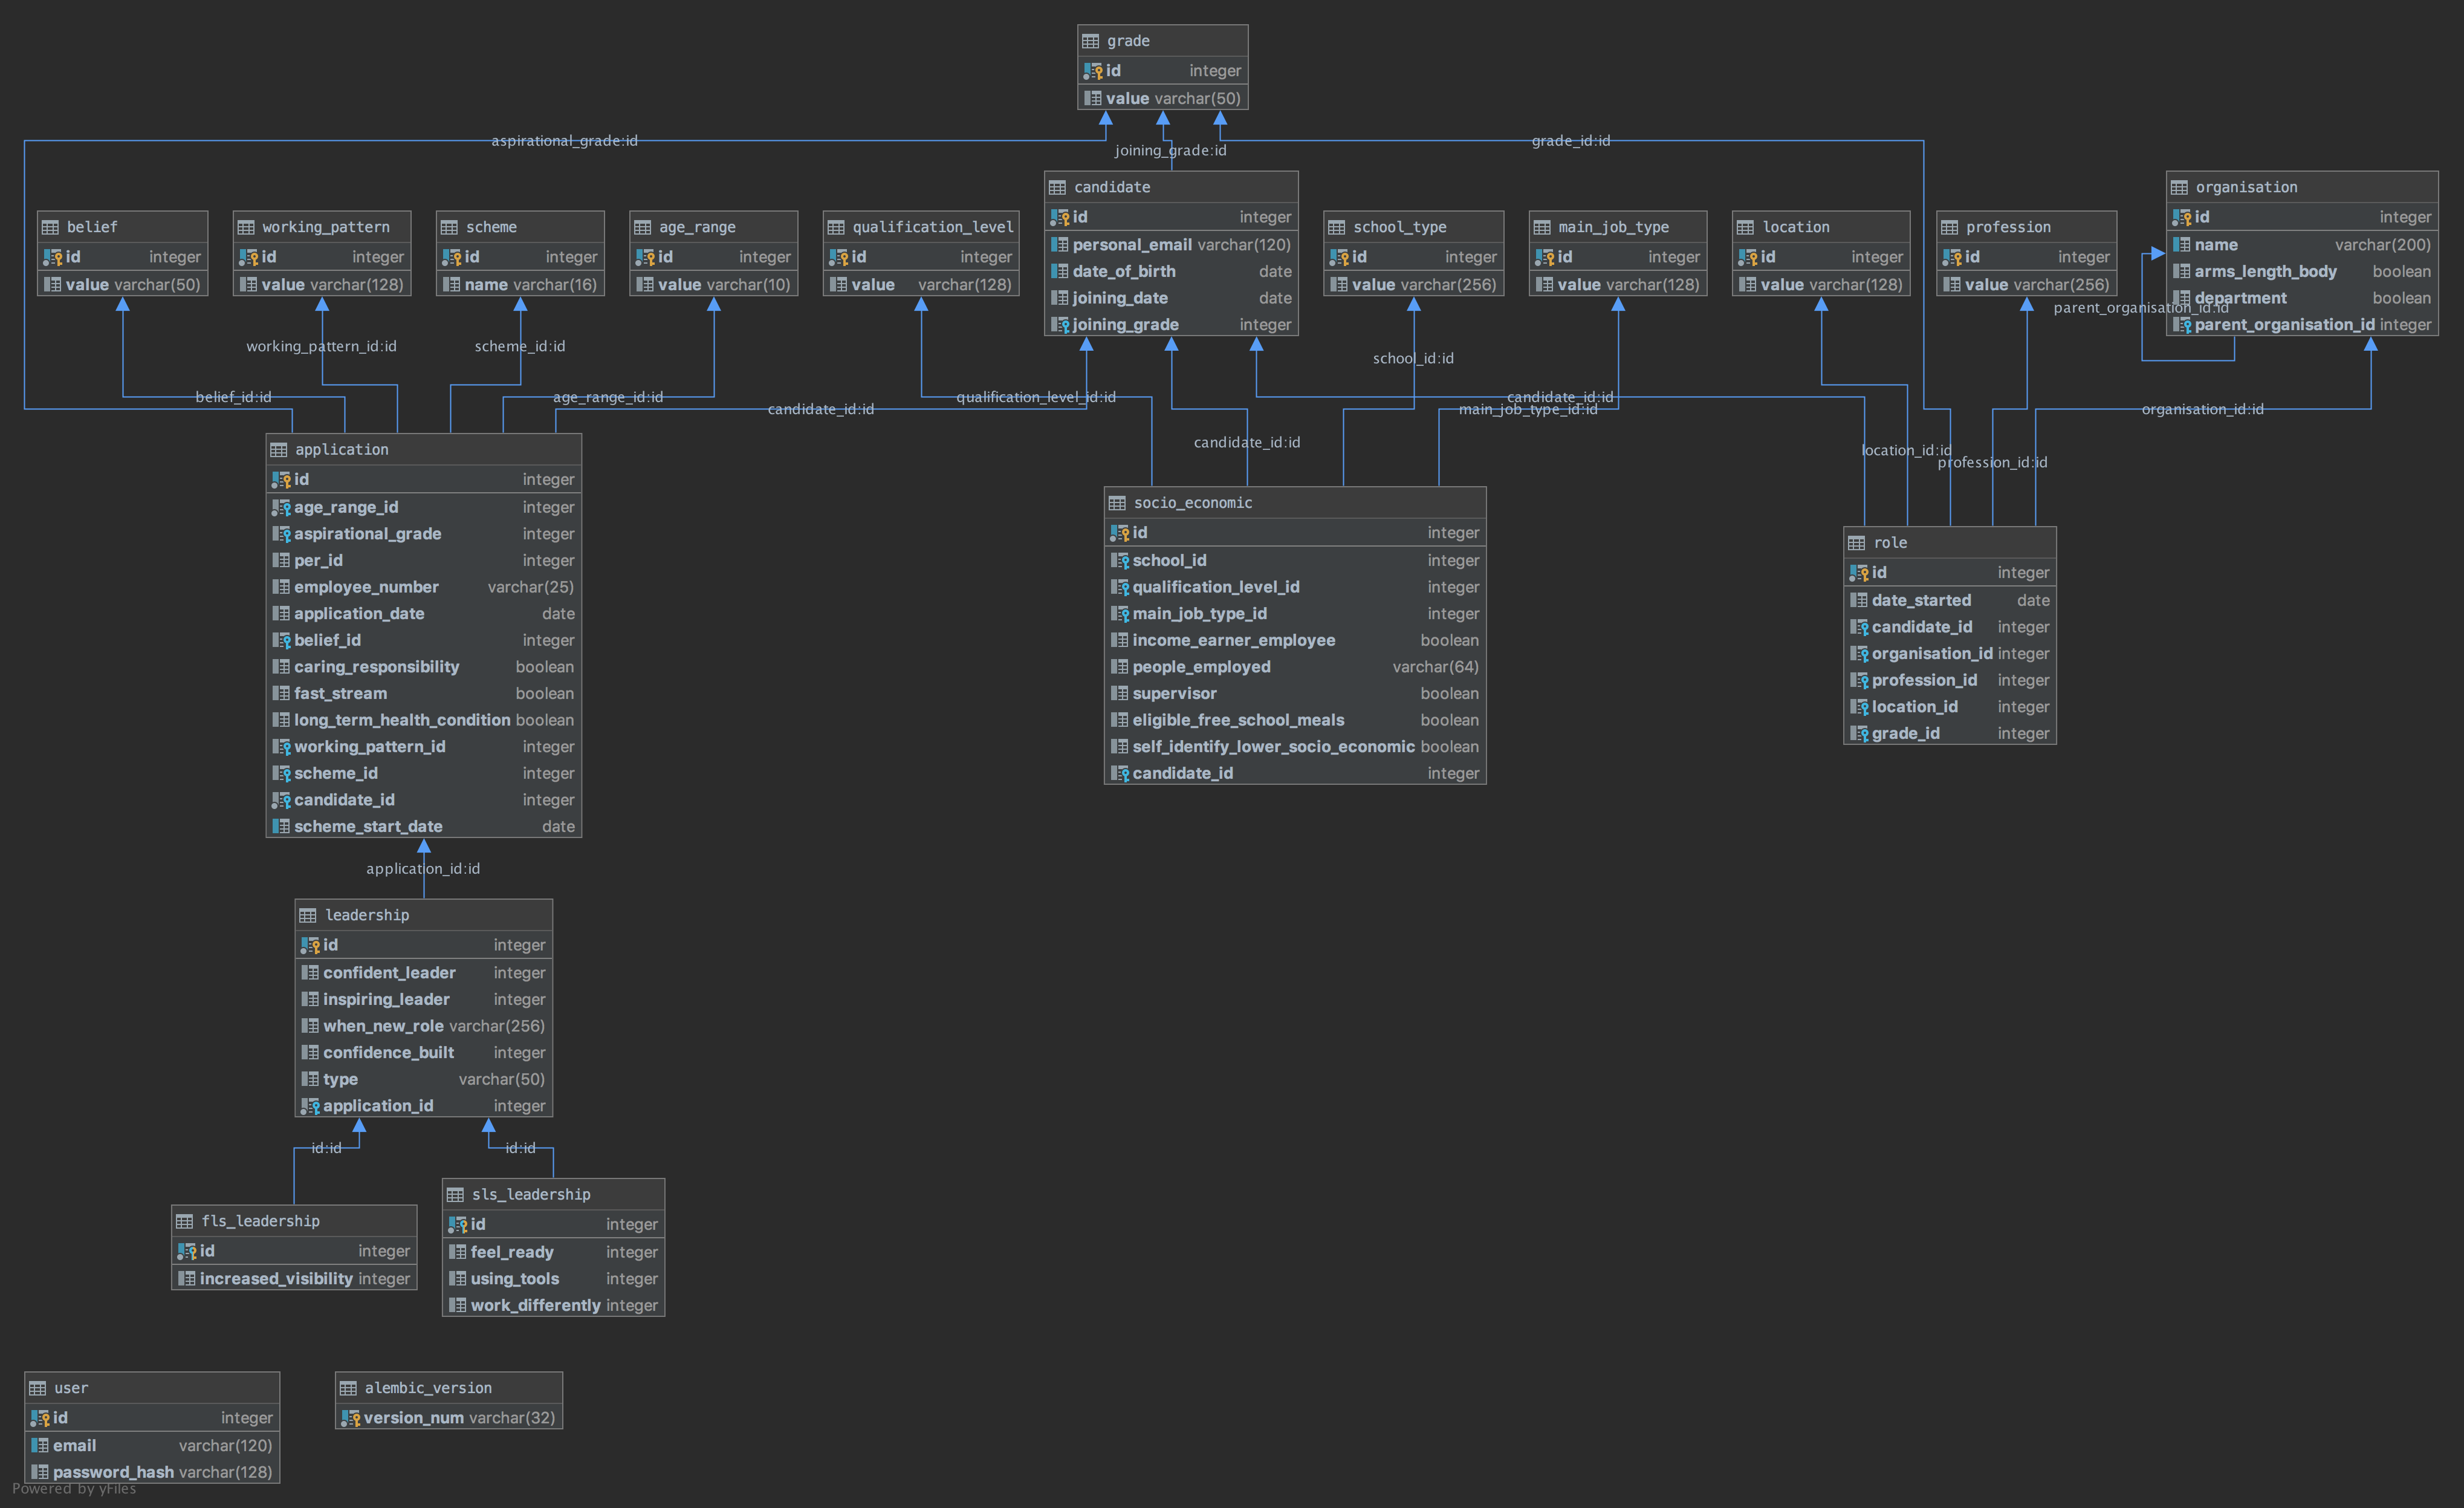 grade
id integer
value varchar(50)
aspirational_grade:id
joining_grade:id
grade_id:id
candidate
id integer
personal_email varchar(120)
date_of_birth date
joining_date date
joining_grade integer
organisation
id integer
name varchar(200)
arms_length_body boolean
department boolean
parent_organisation_id integer
parent_organisation_id:id
belief
id integer
value varchar(50)
working_pattern
id integer
value varchar(128)
scheme
id integer
name varchar(16)
age_range
id integer
value varchar(10)
qualification_level
id integer
value varchar(128)
school_type
id integer
value varchar(256)
main_job_type
id integer
value varchar(128)
location
id integer
value varchar(128)
profession
id integer
value varchar(256)
working_pattern_id:id
scheme_id:id
school_id:id
belief_id:id
age_range_id:id
candidate_id:id
qualification_level_id:id
candidate_id:id
main_job_type_id:id
organisation_id:id
candidate_id:id
location_id:id
profession_id:id
application
id integer
age_range_id integer
aspirational_grade integer
per_id integer
employee_number varchar(25)
application_date date
belief_id integer
caring_responsibility boolean
fast_stream boolean
long_term_health_condition boolean
working_pattern_id integer
scheme_id integer
candidate_id integer
scheme_start_date date
socio_economic
id integer
school_id integer
qualification_level_id integer
main_job_type_id integer
income_earner_employee boolean
people_employed varchar(64)
supervisor boolean
eligible_free_school_meals boolean
self_identify_lower_socio_economic boolean
candidate_id integer
role
id integer
date_started date
candidate_id integer
organisation_id integer
profession_id integer
location_id integer
grade_id integer
application_id:id
leadership
id integer
confident_leader integer
inspiring_leader integer
when_new_role varchar(256)
confidence_built integer
type varchar(50)
application_id integer
id:id
id:id
fls_leadership
id integer
increased_visibility integer
sls_leadership
id integer
feel_ready integer
using_tools integer
work_differently integer
user
id integer
email varchar(120)
password_hash varchar(128)
alembic_version
version_num varchar(32)
Powered by yFiles